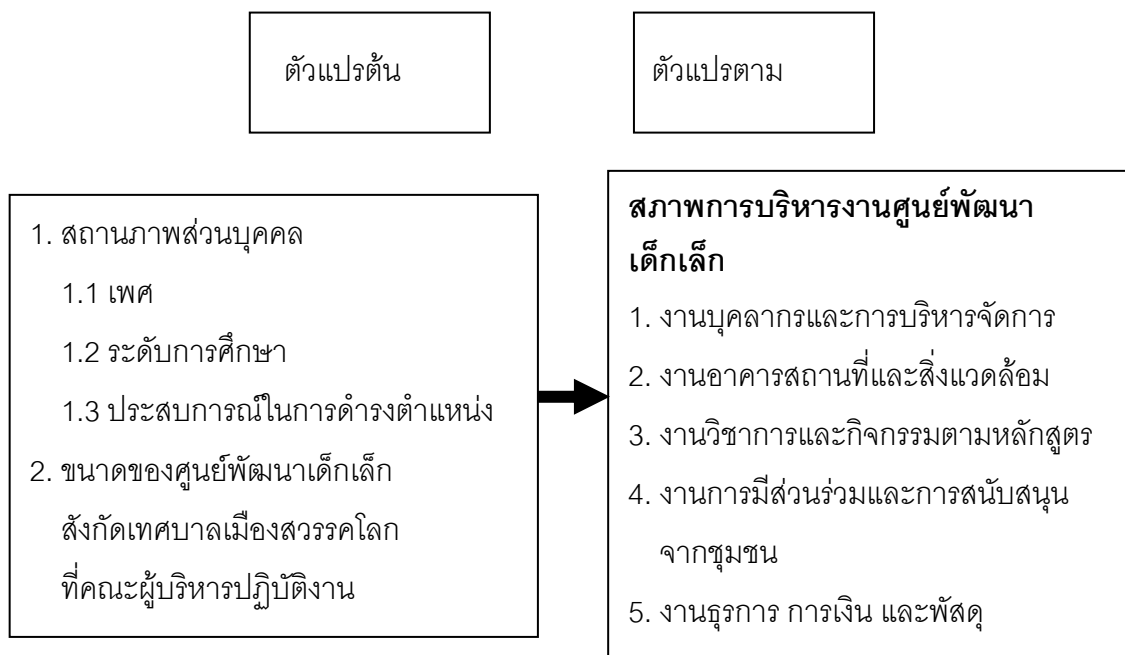 ตัวแปรต้น
ตัวแปรตาม
1. สถานภาพส่วนบุคคล
1.1 เพศ
1.2 ระดับการศึกษา
1.3 ประสบการณ์ในการดำรงตำแหน่ง
2. ขนาดของศูนย์พัฒนาเด็กเล็ก
สังกัดเทศบาลเมืองสวรรคโลก
ที่คณะผู้บริหารปฏิบัติงาน
สภาพการบริหารงานศูนย์พัฒนา
เด็กเล็ก
1. งานบุคลากรและการบริหารจัดการ
2. งานอาคารสถานที่และสิ่งแวดล้อม
3. งานวิชาการและกิจกรรมตามหลักสูตร
4. งานการมีส่วนร่วมและการสนับสนุน
จากชุมชน
5. งานธุรการ การเงิน และพัสดุ